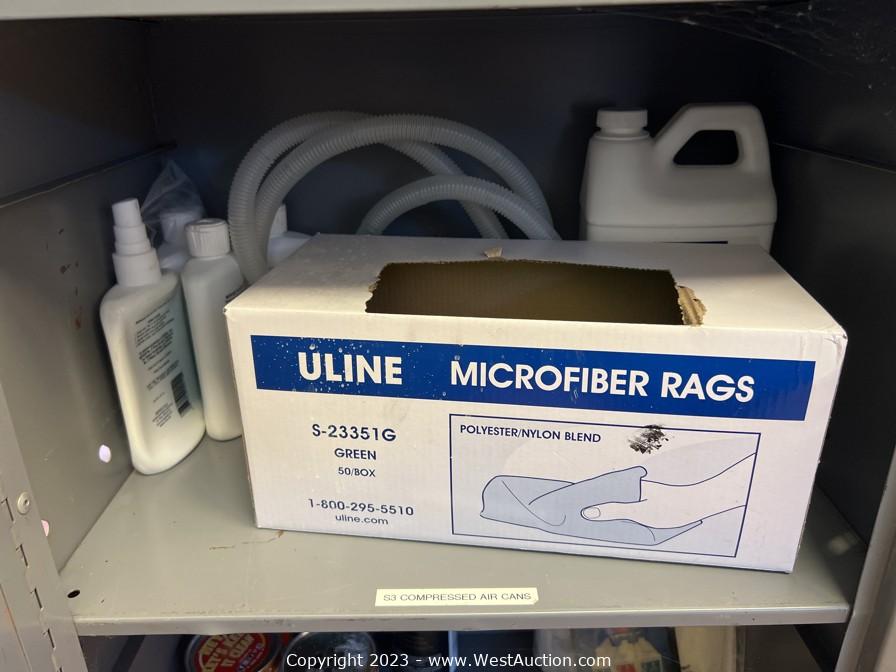 ULINE MICROFIBER RAGS
S-23351G
GREEN
50/BOX
1-800-295-5510
uline.com
POLYESTER/NYLON BLEND
S3 COMPRESSED AIR CANS
Copyright 2023 - www.WestAuction.com